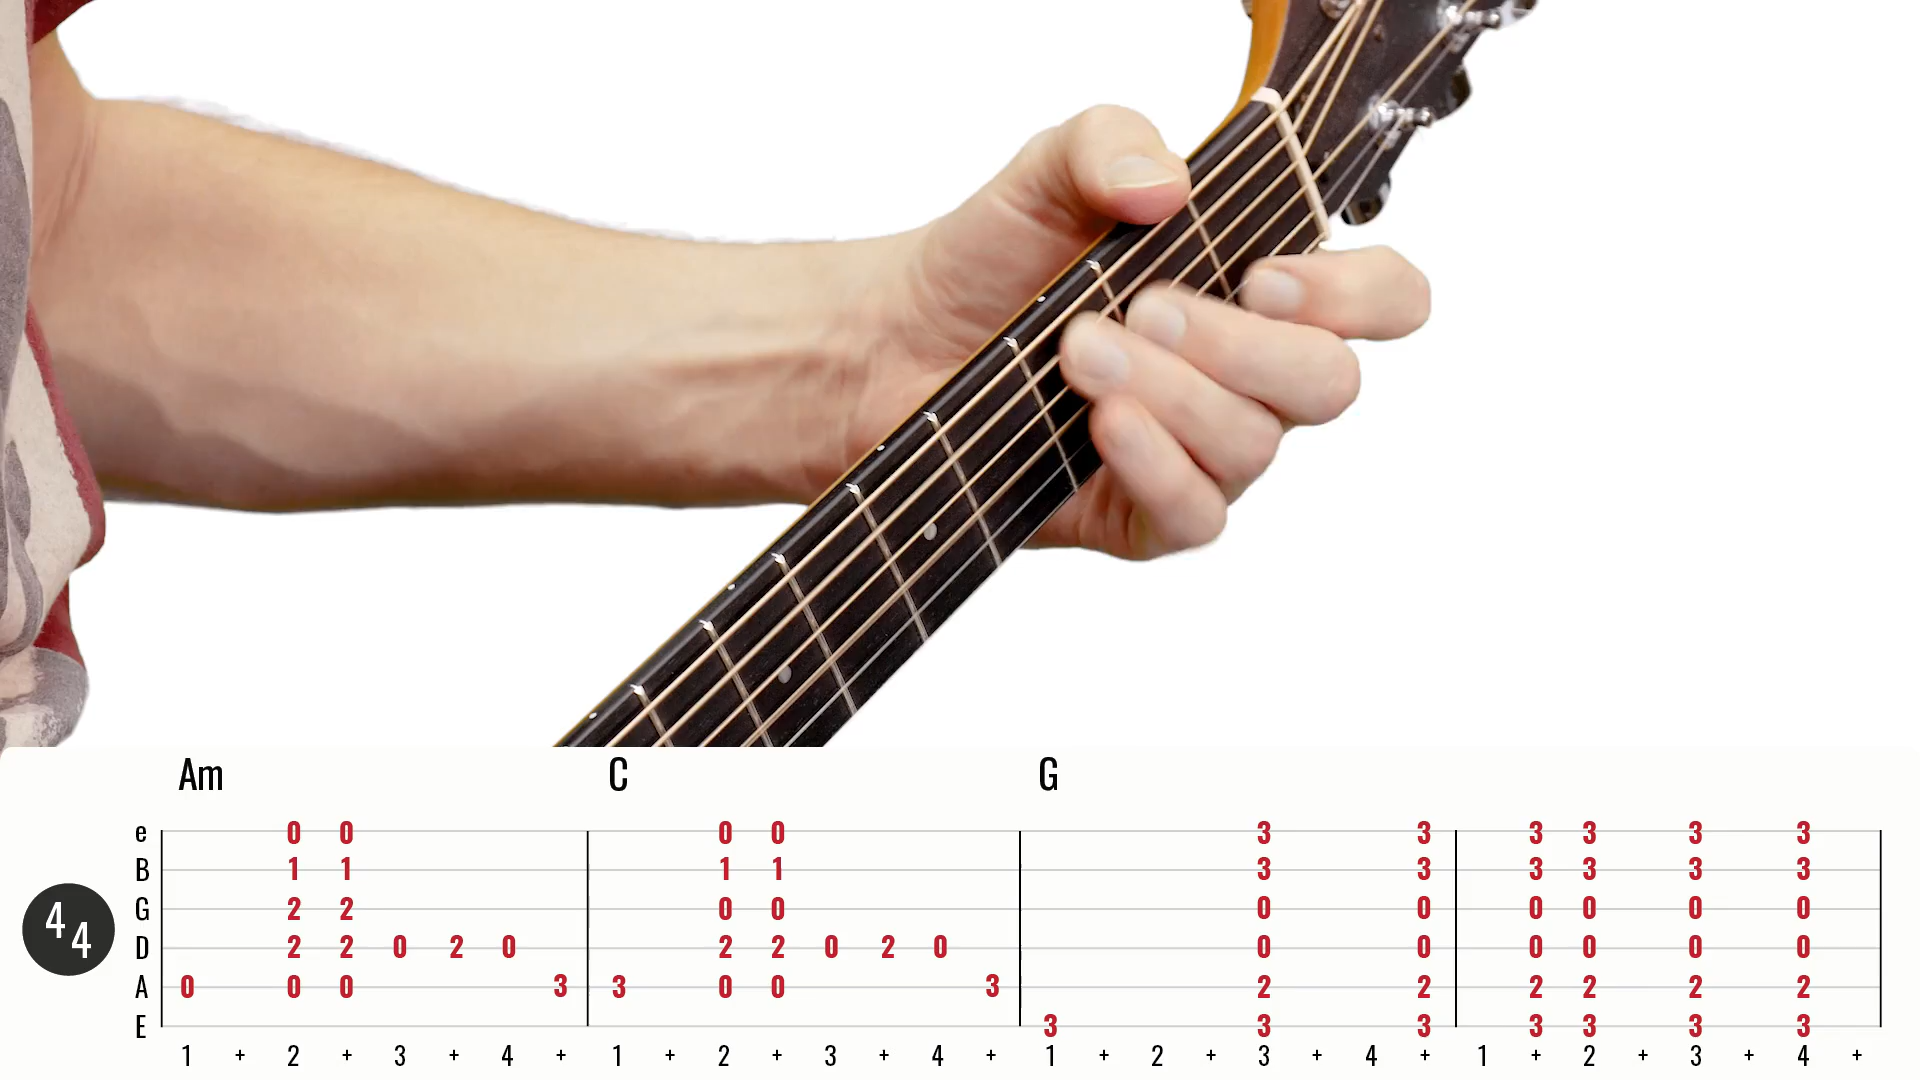 Am C G
e 0 0 0 0 3 3 3 3 3 3
B 1 1 1 1 3 3 3 3 3 3
G 2 2 0 0 0 0 0 0 0 0
4 4
D 2 2 0 2 0 2 2 0 2 0 0 0 0 0 0 0
A 0 0 0 3 3 0 0 3 2 2 2 2 2 2
E 3 3 3 3 3 3 3
1 + 2 + 3 + 4 + 1 + 2 + 3 + 4 + 1 + 2 + 3 + 4 + 1 + 2 + 3 + 4 +